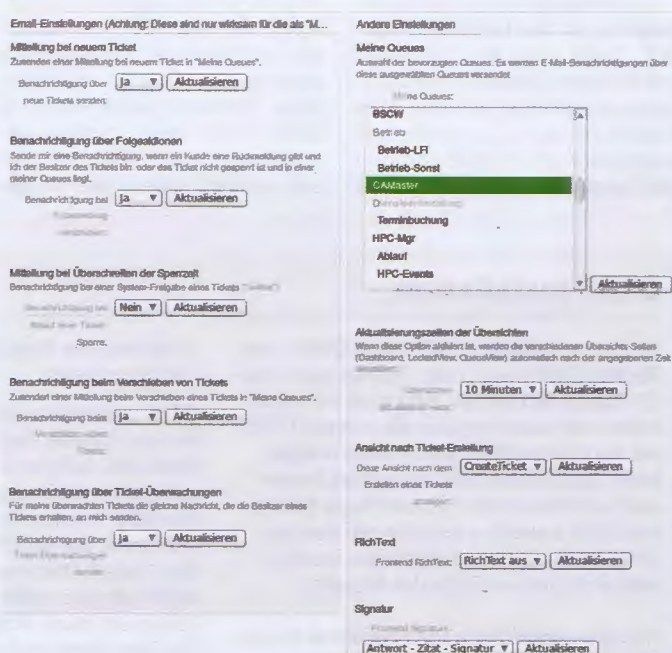 Email-Einstellungen (Achtung: Diese sind nur wirksam für die als "M...
Mitteilung bei neuem Ticket
Zusenden einer Mitteilung bei neuem Ticket in "Meine Queues".
Benachrichtigung über
neue Tickets senden:
Ja
Aktualisieren
Benachrichtigung über Folgeaktionen
Sende mir eine Benachrichtigung, wenn ein Kunde eine Rückmeldung gibt und
ich der Besitzer des Tickets bin oder das Ticket nicht gesperrt ist und in einer
meiner Queues liegt.
Benachrichtigung bei
Ja
Aktualisieren
Mitteilung bei Überschreiten der Sperrzeit
Benachrichtigung bei einer System-Freigabe eines Tickets
Nein
Aktualisieren
Sperre.
Benachrichtigung beim Verschieben von Tickets
Zusenden einer Mitteilung beim Verschieben eines Tickets in "Meine Queues".
Benachrichtigung beim
Ja
Aktualisieren
Benachrichtigung über Ticket-Überwachungen
Für meine überwachten Tickets die gleiche Nachricht, die die Besitzer eines
Tickets erhalten, an mich senden.
Benachrichtigung über
Ja
Aktualisieren
Andere Einstellungen
Meine Queues
Auswahl der bevorzugten Queues. Es werden E-Mail-Benachrichtigungen über
diese ausgewählten Queues versendet
Meine Queues:
BSCW
Betrieb
Betrieb-LFI
Betrieb-Sonst
CAMaster
Terminbuchung
HPC-Mgr
Ablauf
HPC-Events
Aktualisieren
Aktualisierungszeiten der Übersichten
Wenn diese Option aktiviert ist, werden die verschiedenen Übersichts-Seiten
(Dashboard, LockedView, QueueView) automatisch nach der angegebenen Zeit
10 Minuten
Aktualisieren
Ansicht nach Ticket-Erstellung
Diese Ansicht nach dem
Erstellen eines Tickets
CreateTicket
Aktualisieren
RichText
Frontend RichText:
RichText aus
Aktualisieren
Signatur
Antwort - Zitat - Signatur
Aktualisieren